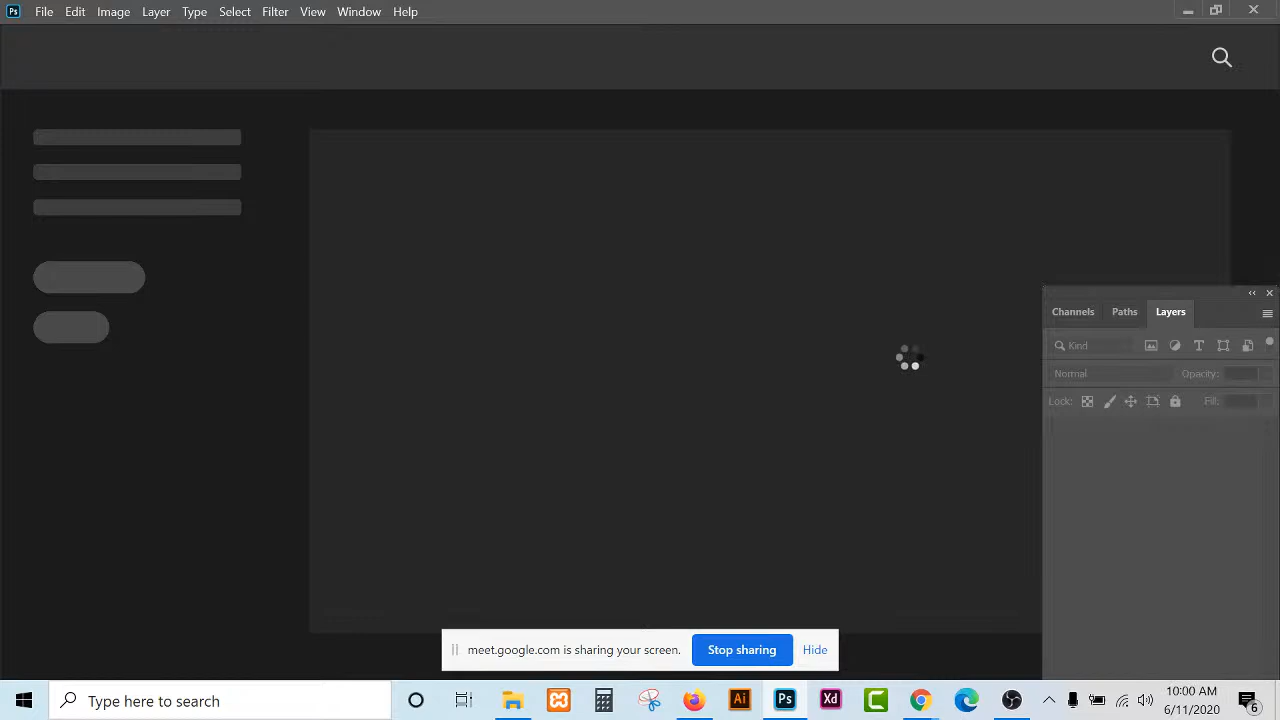 Ps File Edit Image Layer Type Select Filter View Window Help
Channels Paths Layers
Kind T
Normal Opacity:
Lock: Fill:
meet.google.com is sharing your screen. Stop sharing Hide
Type here to search
Ai Ps Xd C
10:00 AM
6/11/2020
6